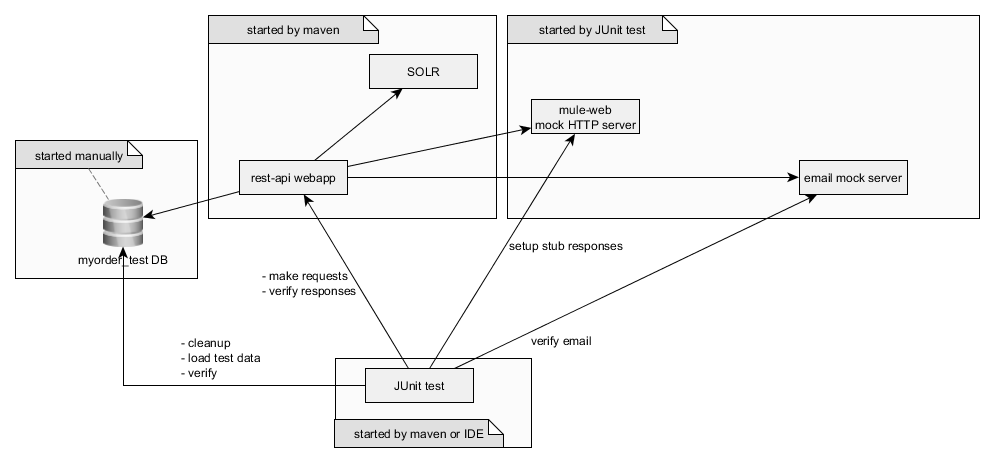 started by maven
started by JUnit test
SOLR
mule-web
mock HTTP server
started manually
rest-api webapp
email mock server
myorder_test DB
setup stub responses
- make requests
- verify responses
verify email
- cleanup
- load test data
- verify
JUnit test
started by maven or IDE